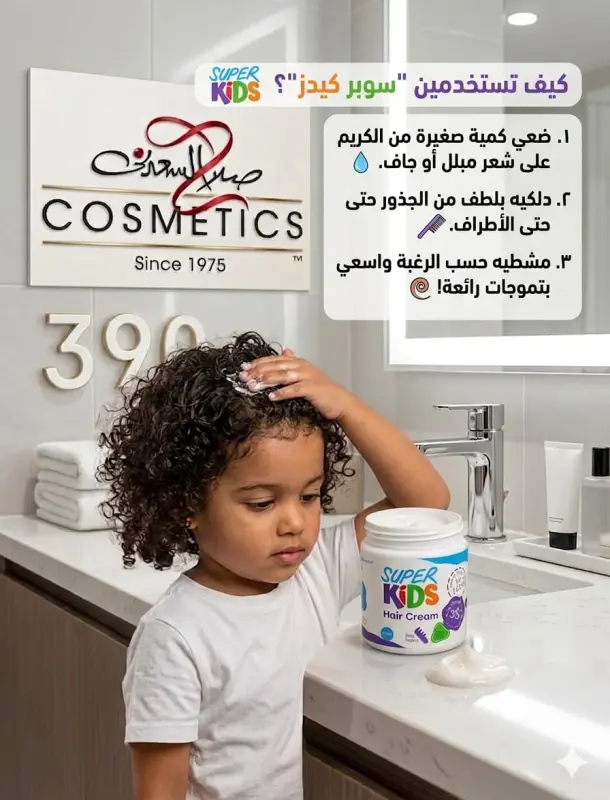 كيف تستخدمين "سوبر كيدز"؟ SUPER KIDS
١. ضعي كمية صغيرة من الكريم
على شعر مبلل أو جاف.
٢. دلكيه بلطف من الجذور حتى
حتى الأطراف.
٣. مشطيه حسب الرغبة واسعي
بتموجات رائعة!
COSMETICS
Since 1975
TM
390
SUPER
KIDS
Hair Cream